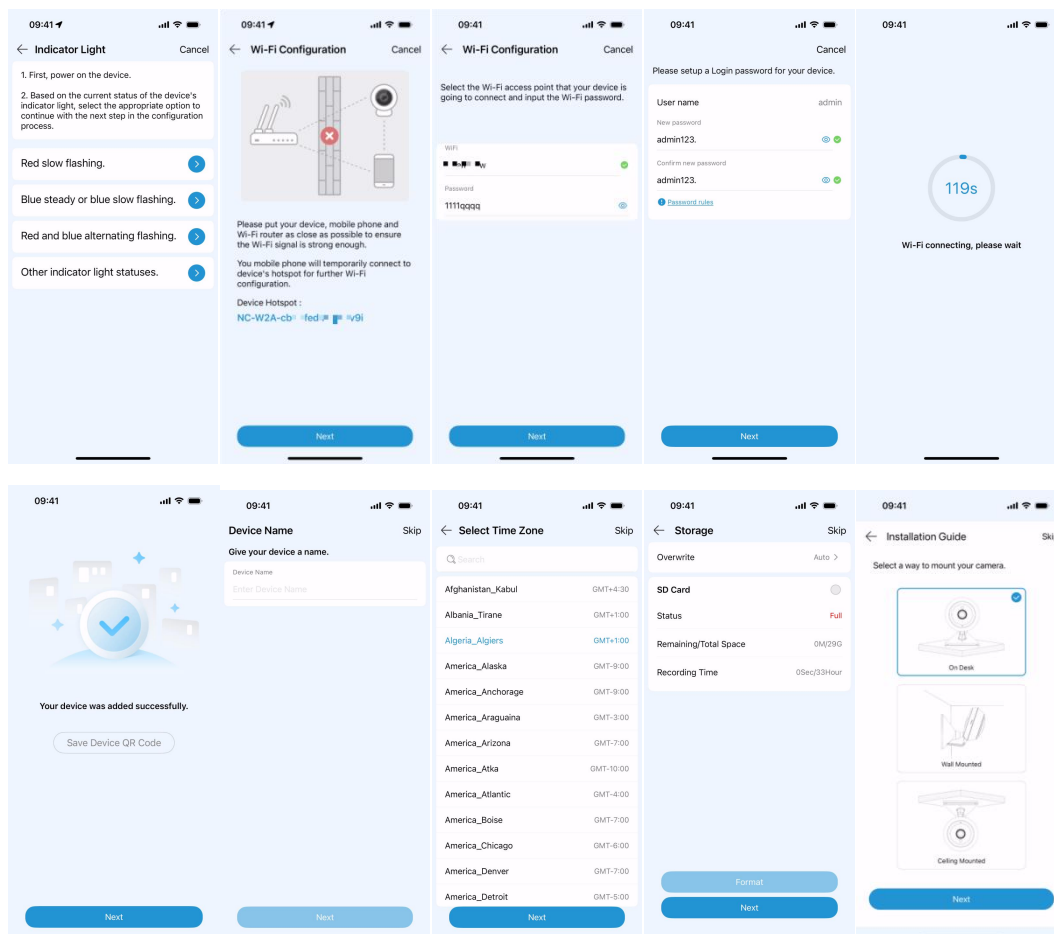 09:41
Indicator Light
Cancel
1. First, power on the device.
2. Based on the current status of the device's
indicator light, select the appropriate option to
continue with the next step in the configuration
process.
Red slow flashing.
Blue steady or blue slow flashing.
Red and blue alternating flashing.
Other indicator light statuses.
09:41
Wi-Fi Configuration
Cancel
Please put your device, mobile phone and
Wi-Fi router as close as possible to ensure
the Wi-Fi signal is strong enough.
You mobile phone will temporarily connect to
device's hotspot for further Wi-Fi
configuration.
Device Hotspot :
NC-W2A-cb fed v9i
Next
09:41
Wi-Fi Configuration
Cancel
Select the Wi-Fi access point that your device is
going to connect and input the Wi-Fi password.
WiFi
Password
1111qqqq
Next
09:41
Cancel
Please setup a Login password for your device.
User name admin
New password
admin123.
Confirm new password
admin123.
Password rules
Next
09:41
119s
Wi-Fi connecting, please wait
09:41
Your device was added successfully.
Save Device QR Code
Next
09:41
Device Name
Skip
Give your device a name.
Device Name
Enter Device Name
Next
09:41
Select Time Zone
Skip
Search
Afghanistan_Kabul GMT+4:30
Albania_Tirane GMT+1:00
Algeria_Algiers GMT+1:00
America_Alaska GMT-9:00
America_Anchorage GMT-9:00
America_Araguaina GMT-3:00
America_Arizona GMT-7:00
America_Atka GMT-10:00
America_Atlantic GMT-4:00
America_Boise GMT-7:00
America_Chicago GMT-6:00
America_Denver GMT-7:00
America_Detroit GMT-5:00
Next
09:41
Storage
Skip
Overwrite Auto >
SD Card
Status Full
Remaining/Total Space 0M/29G
Recording Time 0Sec/33Hour
Format
Next
09:41
Installation Guide
Ski
Select a way to mount your camera.
On Desk
Wall Mounted
Ceiling Mounted
Next